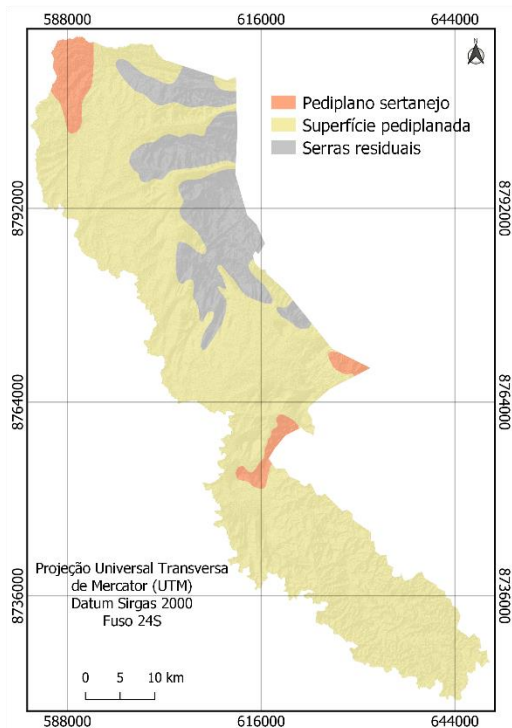 588000 616000 644000
N
Pediplano sertanejo
Superfície pediplanada
Serras residuais
8792000 8792000
8764000 8764000
8736000 8736000
Projeção Universal Transversa
de Mercator (UTM)
Datum Sirgas 2000
Fuso 24S
0 5 10 km
588000 616000 644000